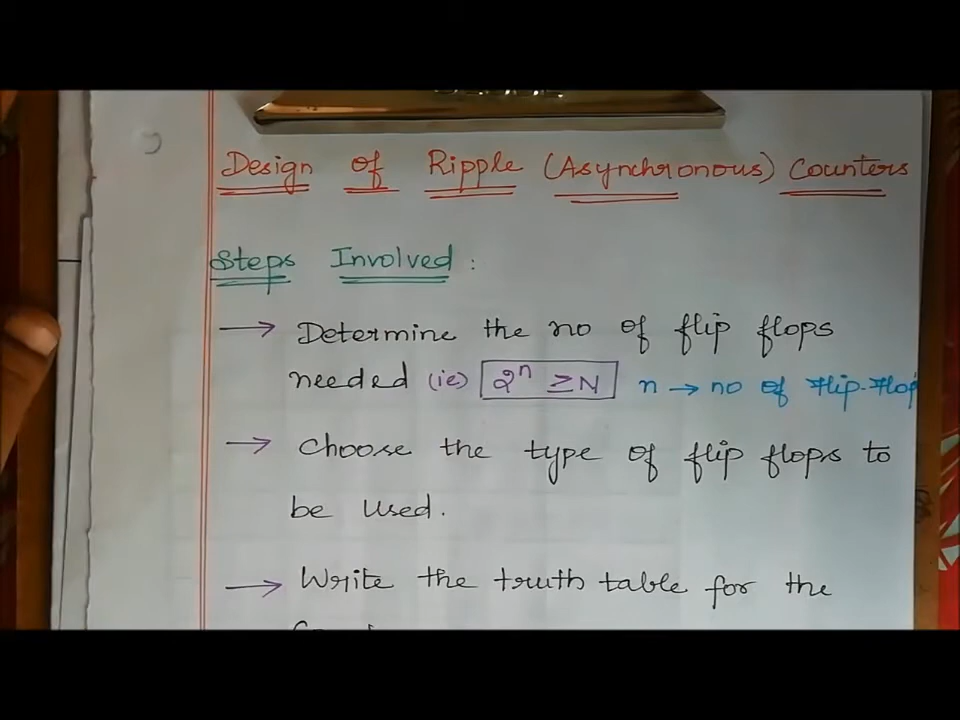 Design of Ripple (Asynchronous) Counters
Steps Involved :
→ Determine the no of flip flops
needed (ie) 2ⁿ ≥ N n → no of Flip-Flop
→ Choose the type of flip flops to
be used.
→ Write the truth table for the